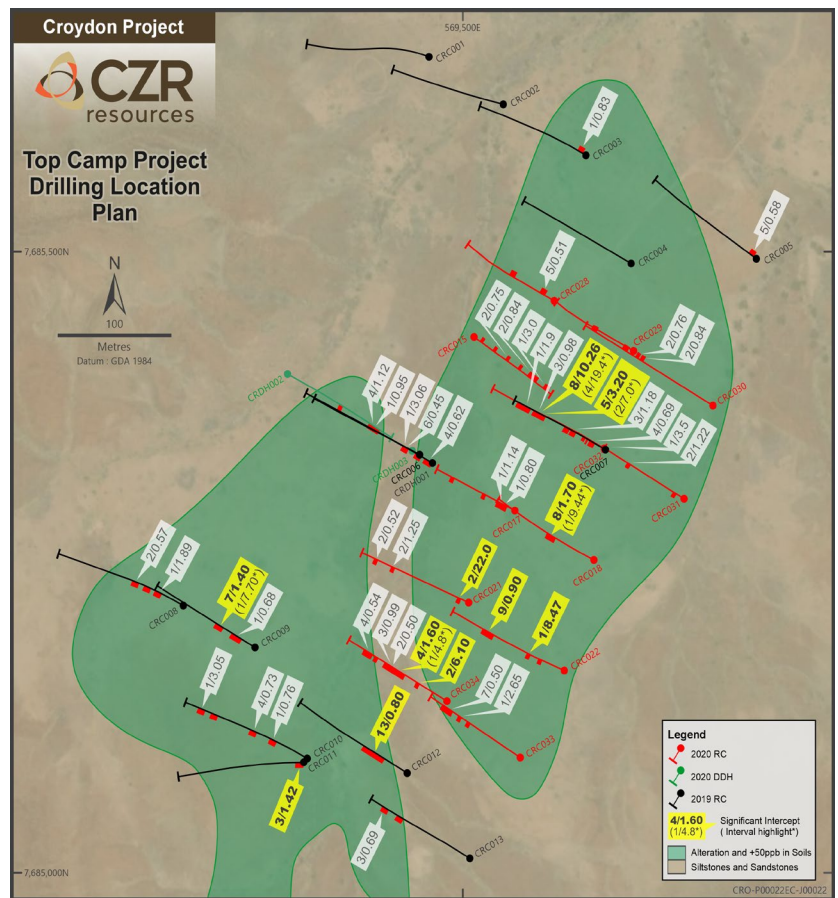 Croydon Project
CZR
resources
Top Camp Project
Drilling Location
Plan
N
100
Metres
Datum : GDA 1984
569,500E
7,685,500N
7,685,000N
CRC001
CRC002
CRC003
1/0.83
CRC004
CRC005
5/0.58
5/0.51
CRC028
CRC029
2/0.76
2/0.84
CRC030
CRC015
2/0.75
2/0.84
1/3.0
1/1.9
3/0.98
8/10.26
(4/19.4*)
5/3.20
(2/7.0*)
3/1.18
4/0.69
1/3.5
2/1.22
CRC032
CRC007
CRC031
CRDH002
4/1.12
1/0.95
1/3.06
6/0.45
4/0.62
CRDH003
CRC006
CRDH001
1/1.14
1/0.80
CRC017
8/1.70
(1/9.44*)
CRC018
2/0.52
2/1.25
2/22.0
CRC021
9/0.90
1/8.47
CRC022
2/0.57
1/1.89
CRC008
7/1.40
(1/7.70*)
1/0.68
CRC009
4/0.54
3/0.99
2/0.50
4/1.60
(1/4.8*)
2/6.10
CRC034
7/0.50
1/2.65
CRC033
1/3.05
4/0.73
1/0.76
CRC010
CRC011
3/1.42
13/0.80
CRC012
3/0.69
CRC013
Legend
2020 RC
2020 DDH
2019 RC
4/1.60
(1/4.8*)
Significant Intercept
( Interval highlight*)
Alteration and +50ppb in Soils
Siltstones and Sandstones
CRO-P00022EC-J00022